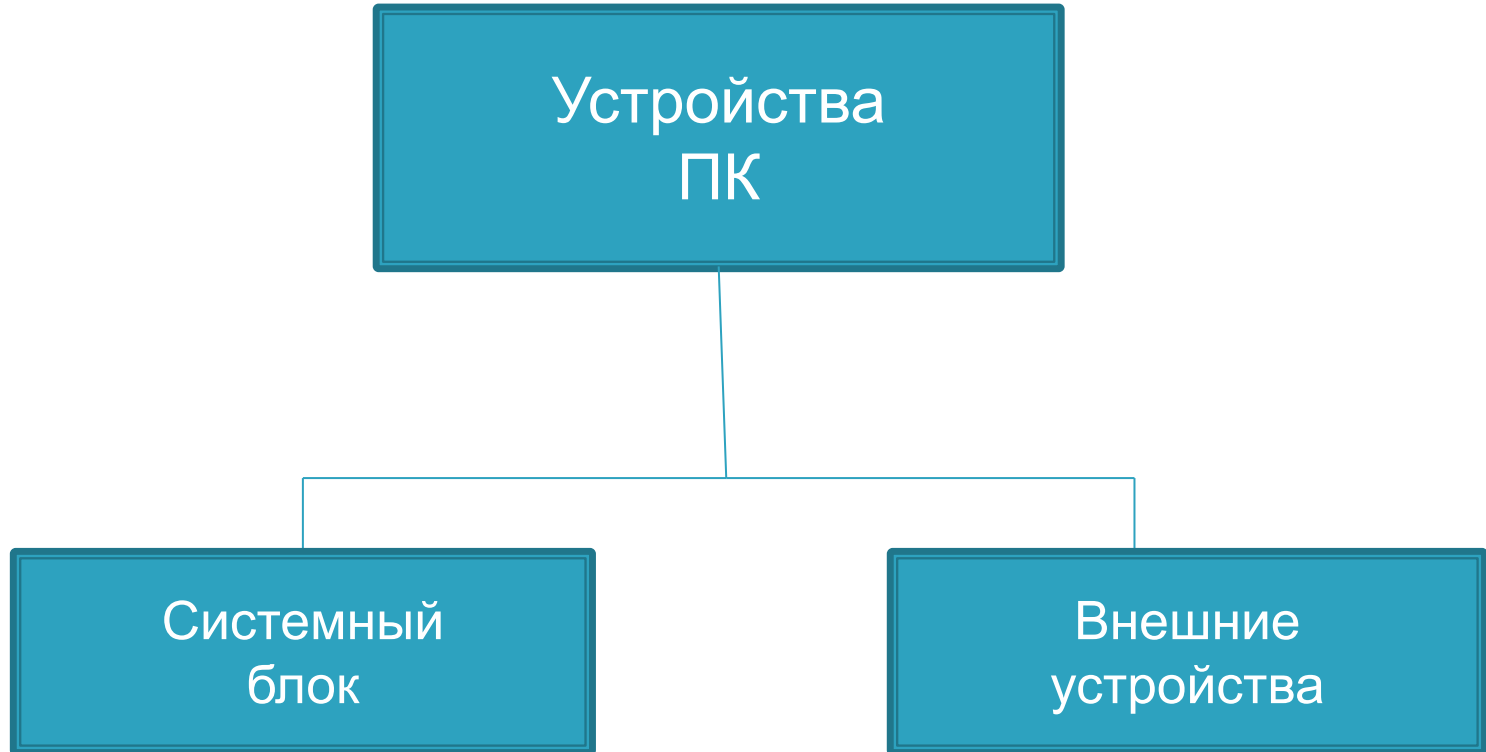 Устройства
ПК
Системный
блок
Внешние
устройства